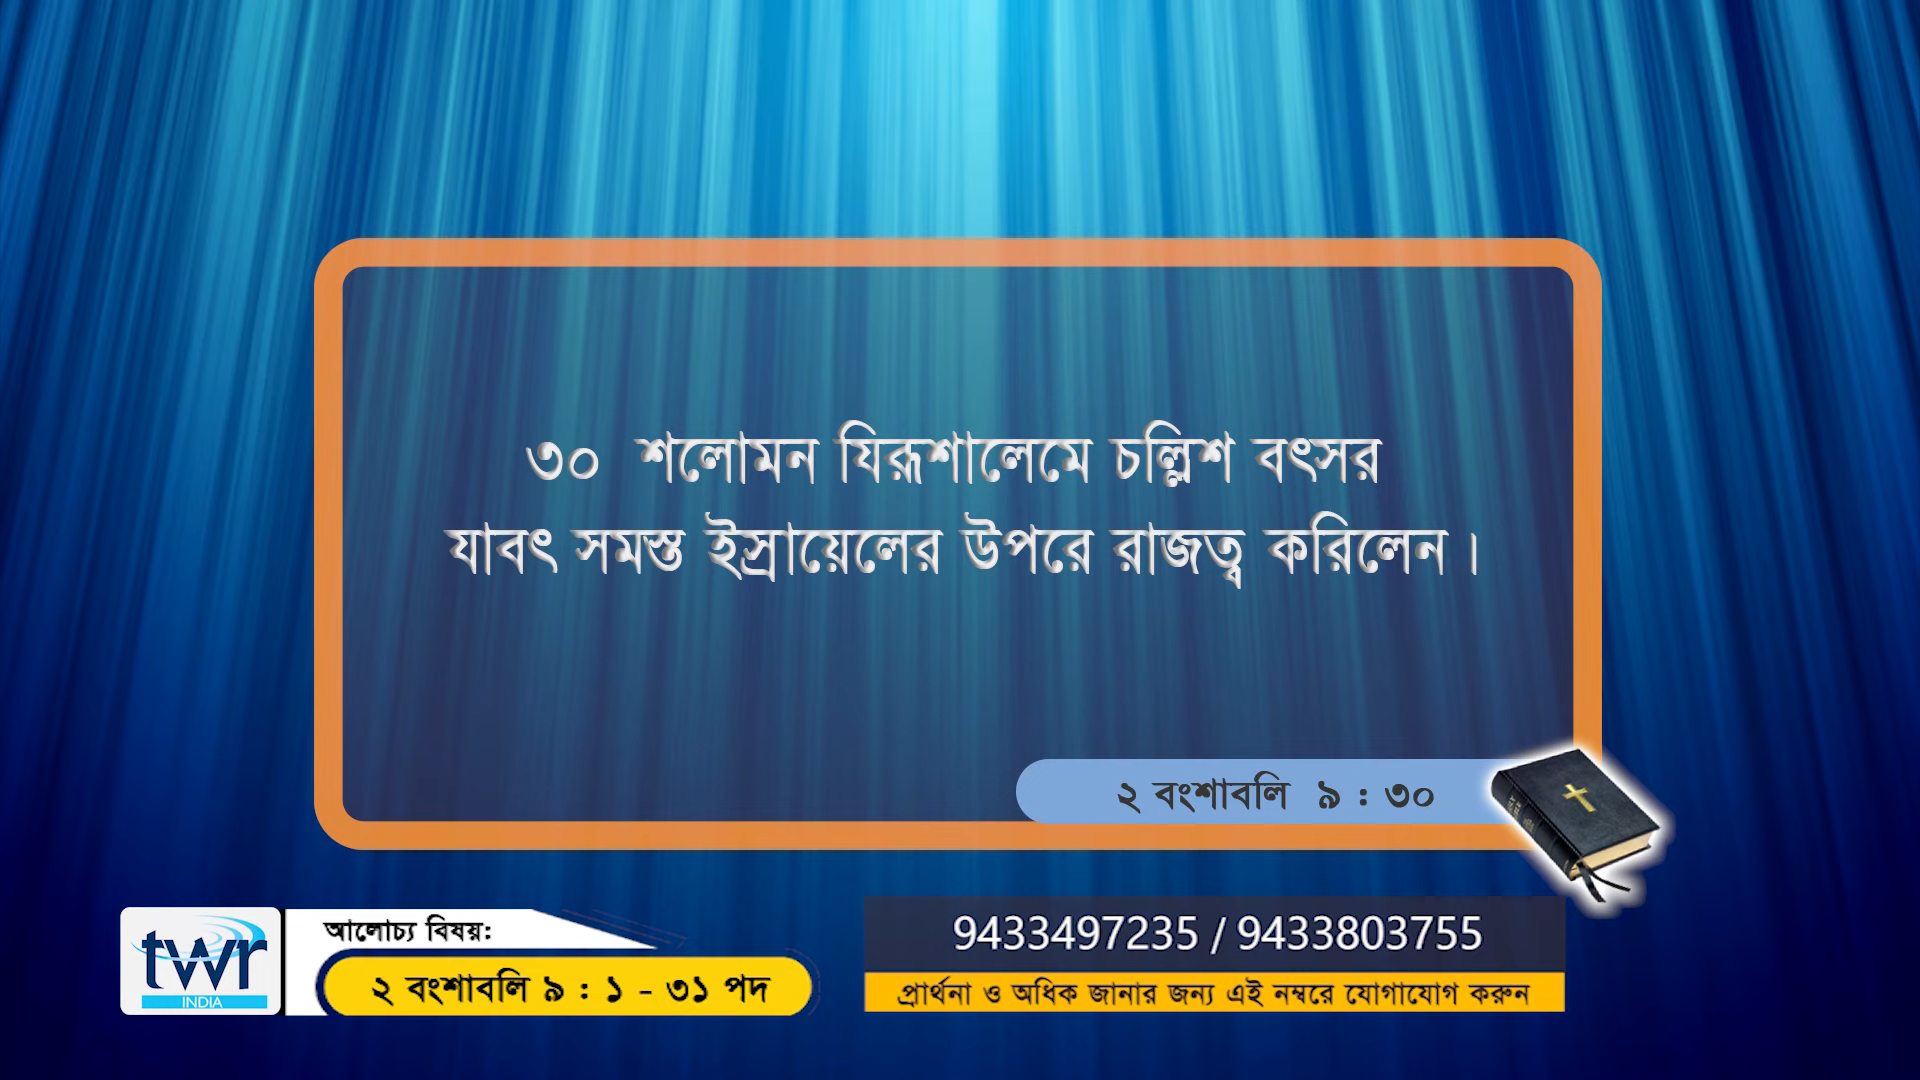 ৩০ শলোমন যিরূশালেমে চল্লিশ বৎসর
যাবৎ সমস্ত ইস্রায়েলের উপরে রাজত্ব করিলেন।
২ বংশাবলি ৯ : ৩০
twr
INDIA
আলোচ্য বিষয়:
২ বংশাবলি ৯ : ১ - ৩১ পদ
9433497235 / 9433803755
প্রার্থনা ও অধিক জানার জন্য এই নম্বরে যোগাযোগ করুন